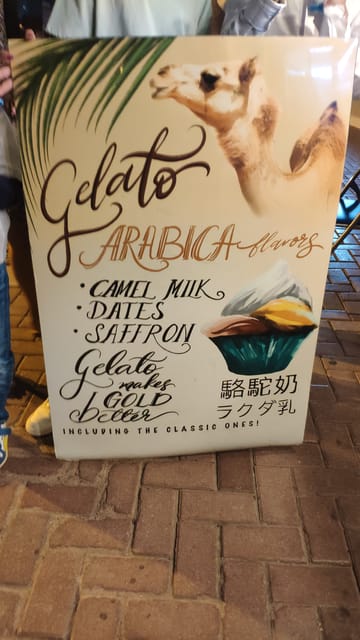 Gelato
ARABICA flavors
• CAMEL MILK
• DATES
• SAFFRON
Gelato
makes
GOLD
better
INCLUDING THE CLASSIC ONES!
駱駝奶
ラクダ乳